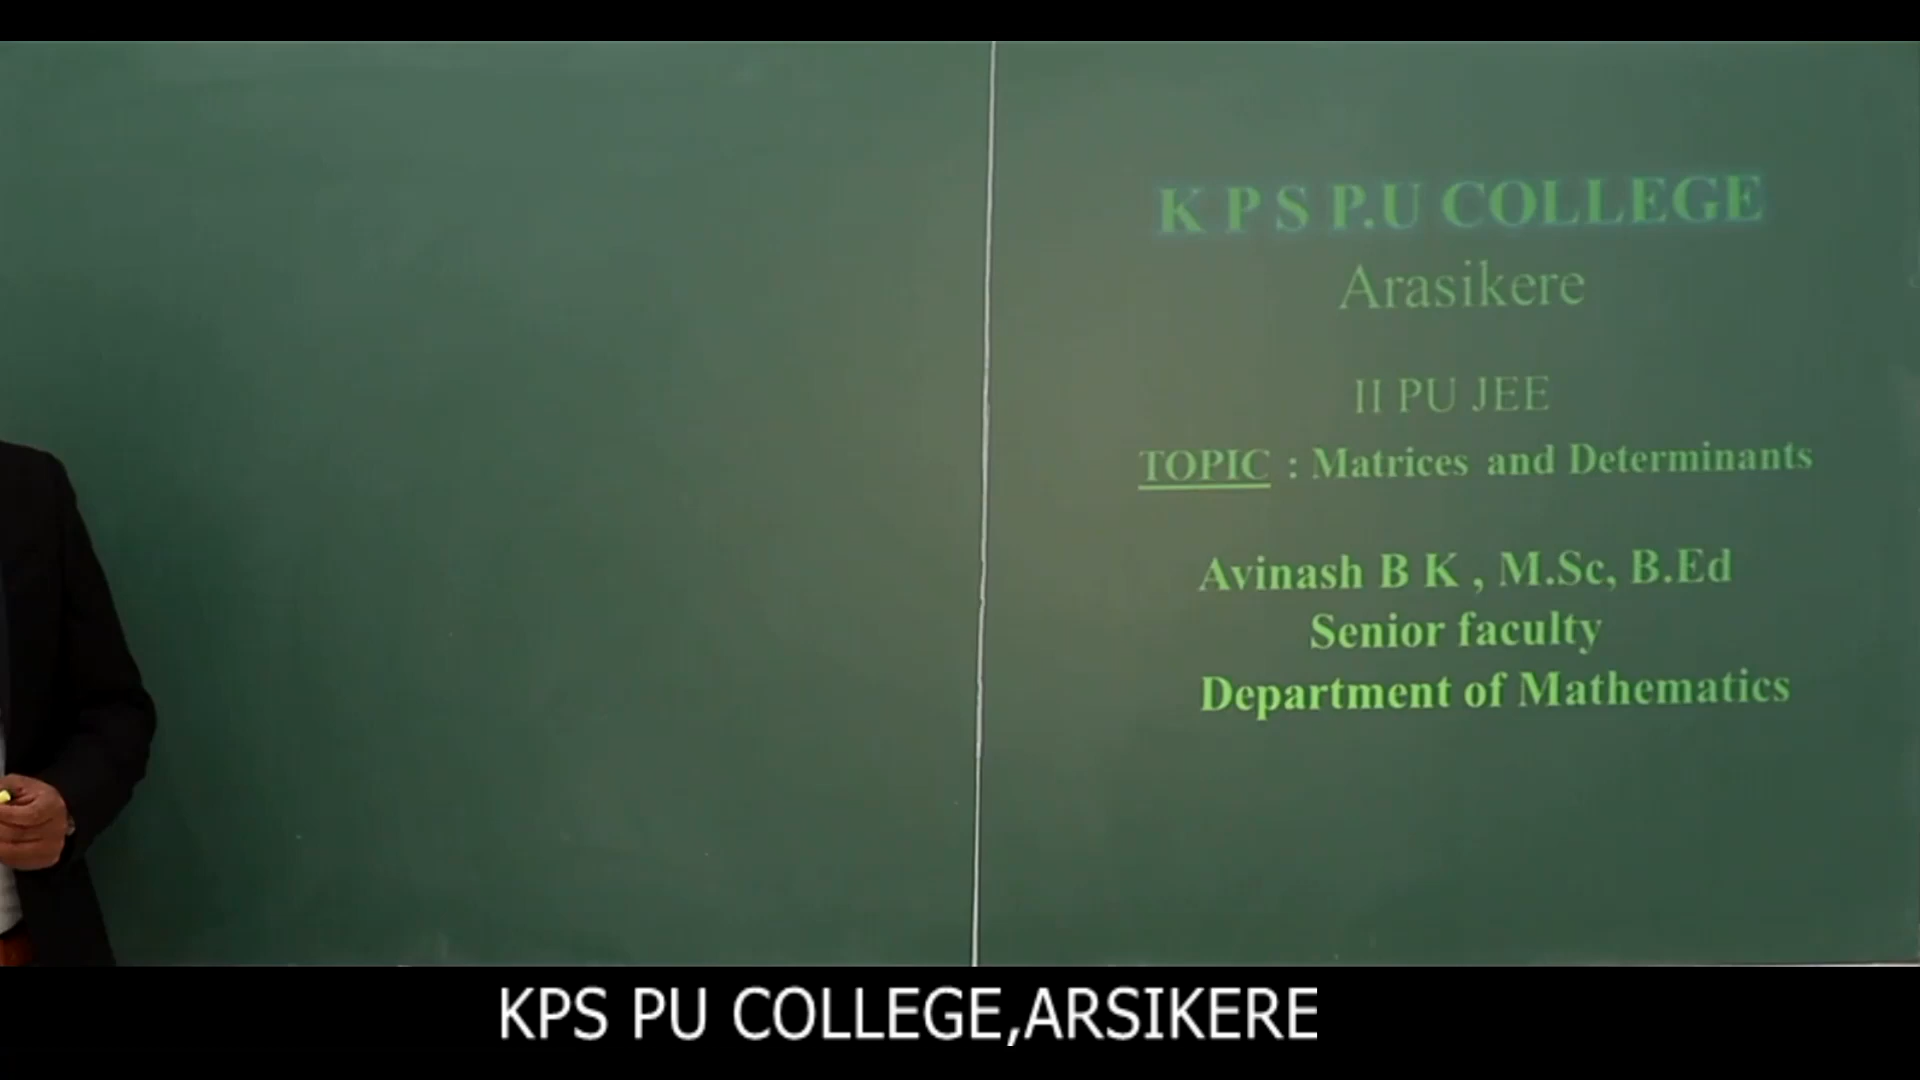 K P S P.U COLLEGE
Arasikere
II PU JEE
TOPIC : Matrices and Determinants
Avinash B K , M.Sc, B.Ed
Senior faculty
Department of Mathematics
KPS PU COLLEGE,ARSIKERE